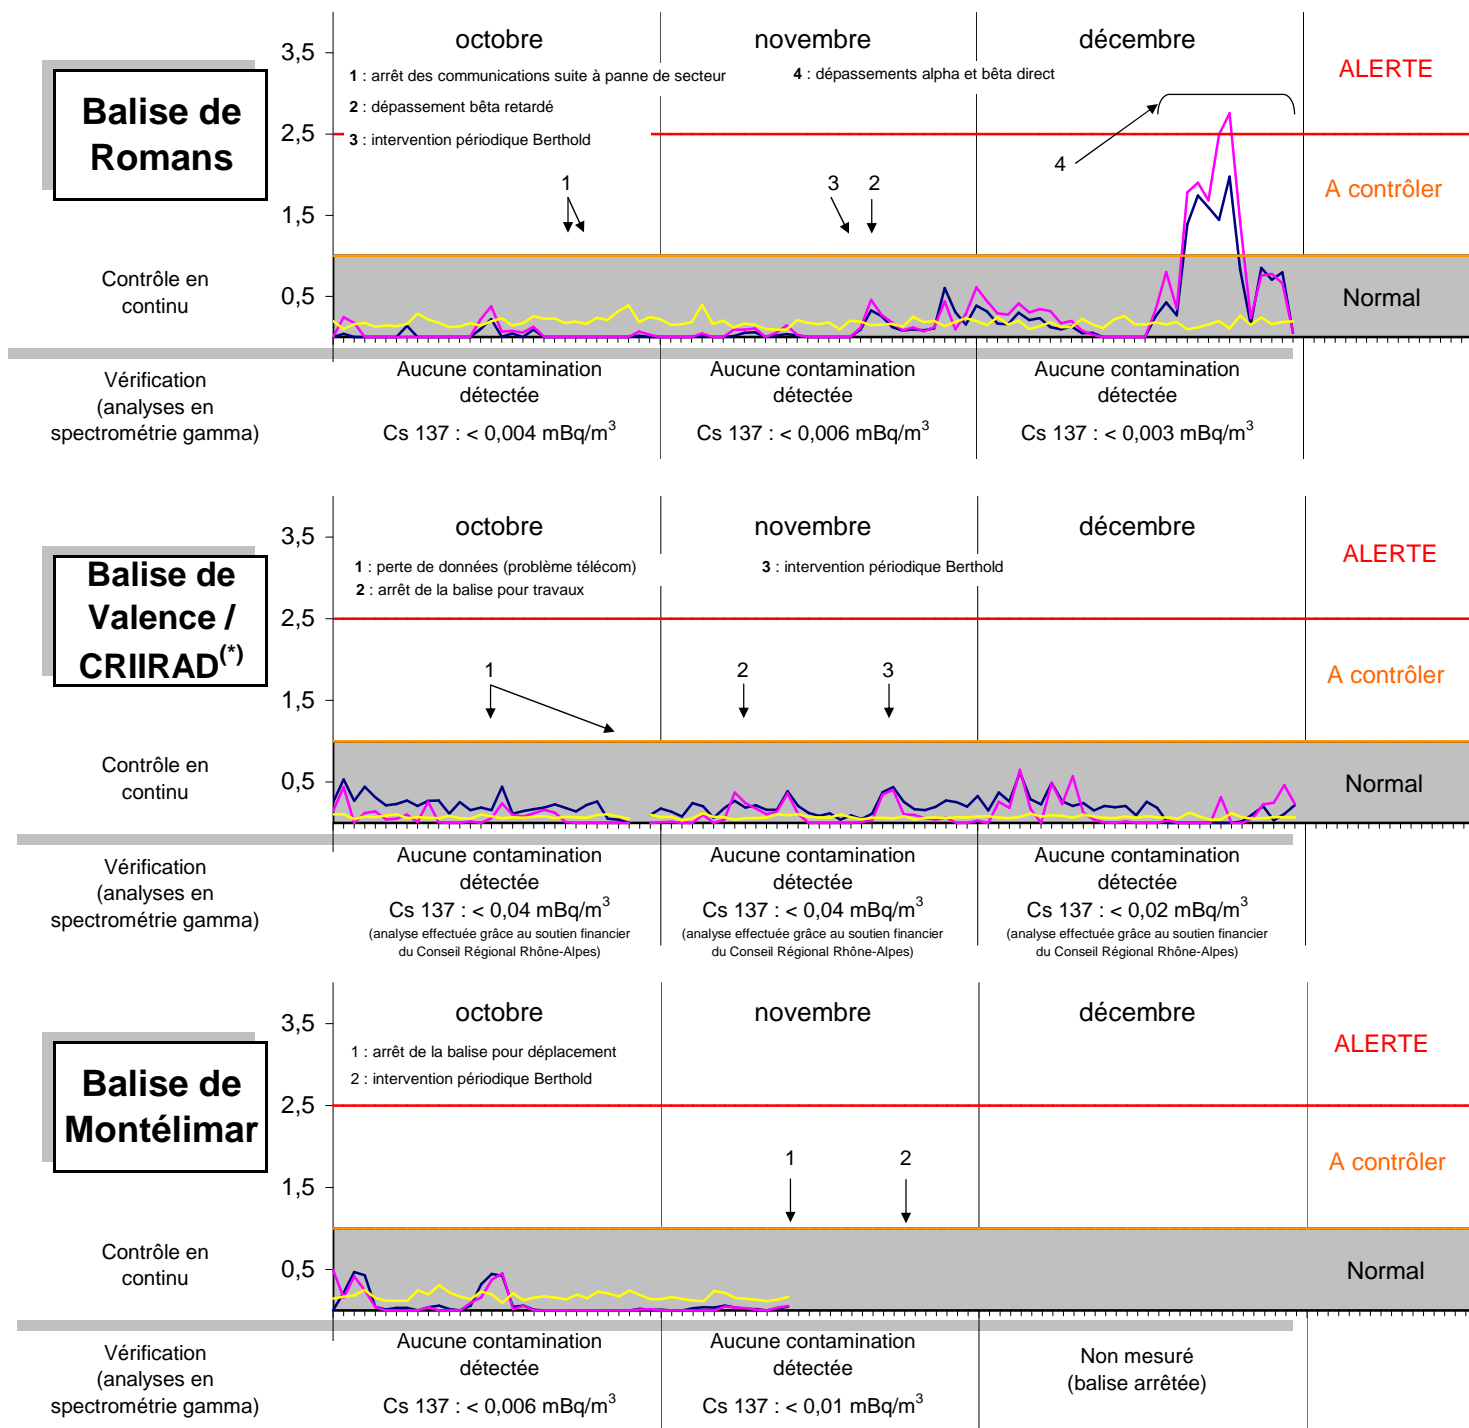 octobre
novembre
décembre
3,5
1 : arrêt des communications suite à panne de secteur
4 : dépassements alpha et bêta direct
ALERTE
2 : dépassement bêta retardé
Balise de
Romans
2,5
3 : intervention périodique Berthold
4
1
3
2
A contrôler
1,5
Contrôle en
continu
0,5
Normal
Vérification
(analyses en
spectrométrie gamma)
Aucune contamination
détectée
Cs 137 : < 0,004 mBq/m³
Aucune contamination
détectée
Cs 137 : < 0,006 mBq/m³
Aucune contamination
détectée
Cs 137 : < 0,003 mBq/m³
octobre
novembre
décembre
3,5
ALERTE
1 : perte de données (problème télécom)
3 : intervention périodique Berthold
2 : arrêt de la balise pour travaux
Balise de
Valence /
CRIIRAD(*)
2,5
1
2
3
A contrôler
1,5
Contrôle en
continu
0,5
Normal
Vérification
(analyses en
spectrométrie gamma)
Aucune contamination
détectée
Cs 137 : < 0,04 mBq/m³
(analyse effectuée grâce au soutien financier
du Conseil Régional Rhône-Alpes)
Aucune contamination
détectée
Cs 137 : < 0,04 mBq/m³
(analyse effectuée grâce au soutien financier
du Conseil Régional Rhône-Alpes)
Aucune contamination
détectée
Cs 137 : < 0,02 mBq/m³
(analyse effectuée grâce au soutien financier
du Conseil Régional Rhône-Alpes)
octobre
novembre
décembre
3,5
ALERTE
1 : arrêt de la balise pour déplacement
2 : intervention périodique Berthold
Balise de
Montélimar
2,5
1
2
A contrôler
1,5
Contrôle en
continu
0,5
Normal
Vérification
(analyses en
spectrométrie gamma)
Aucune contamination
détectée
Cs 137 : < 0,006 mBq/m³
Aucune contamination
détectée
Cs 137 : < 0,01 mBq/m³
Non mesuré
(balise arrêtée)